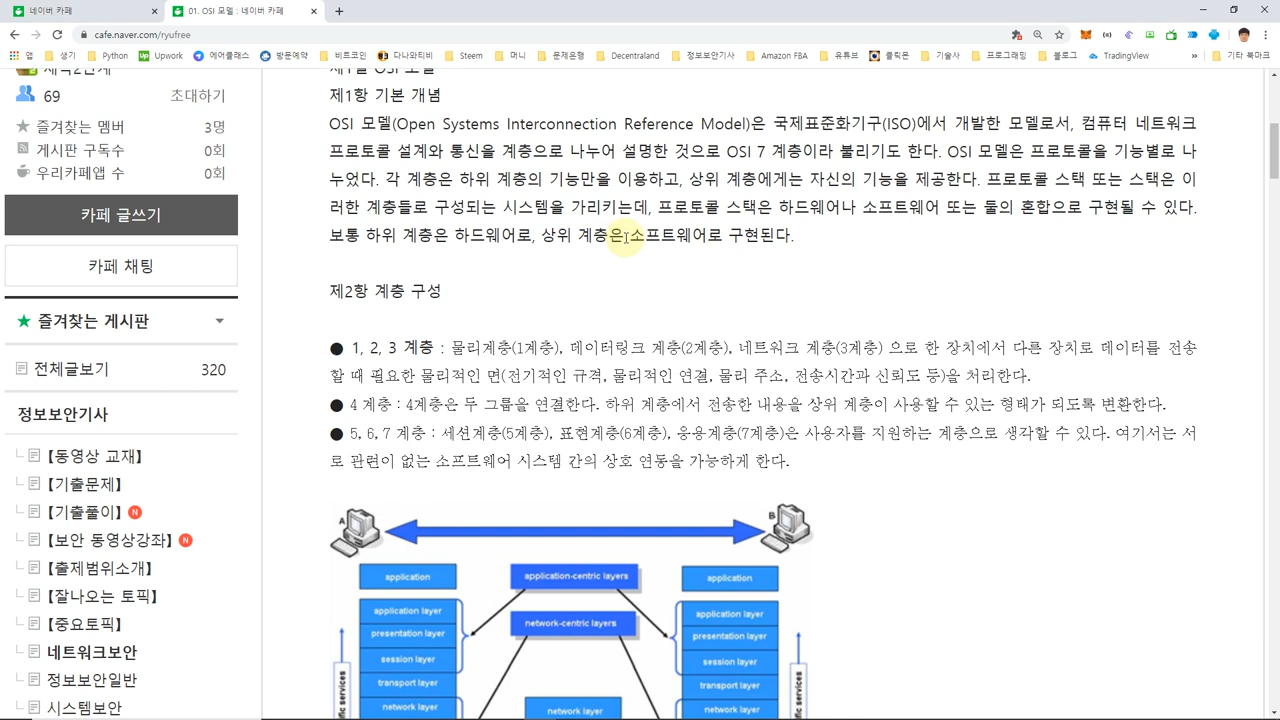 네이버 카페
01. OSI 모델 : 네이버 카페
cafe.naver.com/ryufree
앱
생기
Python
Upwork
에어클래스
방문예약
비트코인
다나와티비
Steem
머니
문제은행
Decentraland
정보보안기사
Amazon FBA
유튜브
클릭몬
기술사
프로그래밍
블로그
TradingView
»
기타 북마크
69
초대하기
즐겨찾는 멤버
3명
게시판 구독수
0회
우리카페앱 수
0회
카페 글쓰기
카페 채팅
즐겨찾는 게시판
전체글보기
320
정보보안기사
【동영상 교재】
【기출문제】
【기출풀이】 N
【보안 동영상강좌】 N
【출제범위소개】
【잘나오는 토픽】
【중요토픽】
네트워크보안
정보보안일반
시스템보안
제1항 기본 개념
OSI 모델(Open Systems Interconnection Reference Model)은 국제표준화기구(ISO)에서 개발한 모델로서, 컴퓨터 네트워크
프로토콜 설계와 통신을 계층으로 나누어 설명한 것으로 OSI 7 계층이라 불리기도 한다. OSI 모델은 프로토콜을 기능별로 나
누었다. 각 계층은 하위 계층의 기능만을 이용하고, 상위 계층에게는 자신의 기능을 제공한다. 프로토콜 스택 또는 스택은 이
러한 계층들로 구성되는 시스템을 가리키는데, 프로토콜 스택은 하드웨어나 소프트웨어 또는 둘의 혼합으로 구현될 수 있다.
보통 하위 계층은 하드웨어로, 상위 계층은 소프트웨어로 구현된다.
제2항 계층 구성
● 1, 2, 3 계층 : 물리계층(1계층), 데이터링크 계층(2계층), 네트워크 계층(3계층) 으로 한 장치에서 다른 장치로 데이터를 전송
할 때 필요한 물리적인 면(전기적인 규격, 물리적인 연결, 물리 주소, 전송시간과 신뢰도 등)을 처리한다.
● 4 계층 : 4계층은 두 그룹을 연결한다. 하위 계층에서 전송한 내용을 상위 계층이 사용할 수 있는 형태가 되도록 변환한다.
● 5, 6, 7 계층 : 세션계층(5계층), 표현계층(6계층), 응용계층(7계층)은 사용자를 지원하는 계층으로 생각할 수 있다. 여기서는 서
로 관련이 없는 소프트웨어 시스템 간의 상호 연동을 가능하게 한다.
A
B
application
application-centric layers
application
application layer
application layer
network-centric layers
presentation layer
presentation layer
session layer
session layer
transport layer
transport layer
network layer
network layer
network layer
services
services